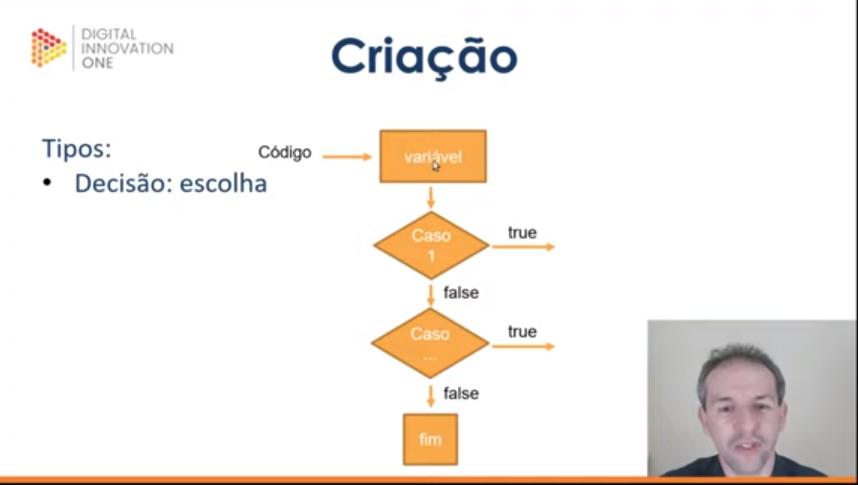 DIGITAL
INNOVATION
ONE
Criação
Tipos:
• Decisão: escolha
Código
variável
Caso
1
true
false
Caso
...
true
false
fim